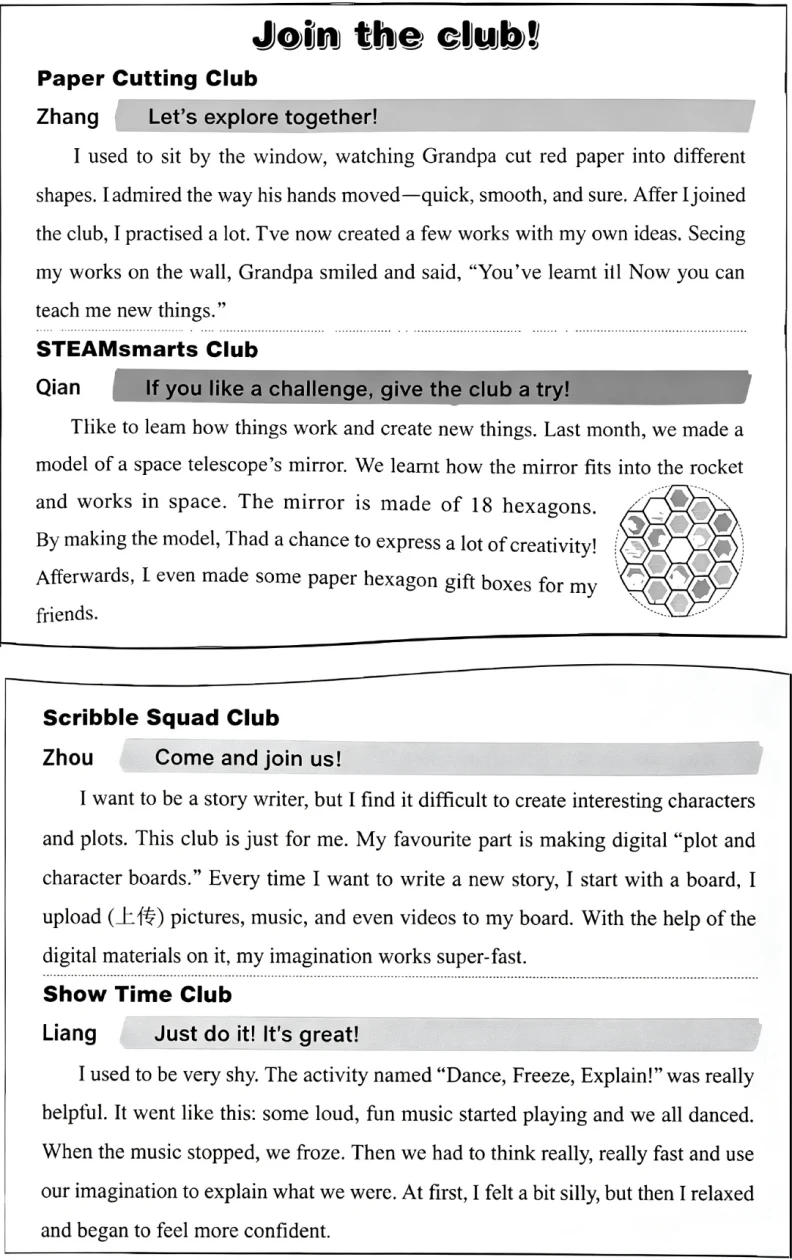 Join the club!
Paper Cutting Club
Zhang Let's explore together!
I used to sit by the window, watching Grandpa cut red paper into different
shapes. I admired the way his hands moved—quick, smooth, and sure. Affer I joined
the club, I practised a lot. T've now created a few works with my own ideas. Secing
my works on the wall, Grandpa smiled and said, “You've learnt ill Now you can
teach me new things.”
STEAMsmarts Club
Qian If you like a challenge, give the club a try!
Tlike to leam how things work and create new things. Last month, we made a
model of a space telescope's mirror. We learnt how the mirror fits into the rocket
and works in space. The mirror is made of 18 hexagons.
By making the model, Thad a chance to express a lot of creativity!
Afferwards, I even made some paper hexagon gift boxes for my
friends.
Scribble Squad Club
Zhou Come and join us!
I want to be a story writer, but I find it difficult to create interesting characters
and plots. This club is just for me. My favourite part is making digital “plot and
character boards.” Every time I want to write a new story, I start with a board, I
upload (上传) pictures, music, and even videos to my board. With the help of the
digital materials on it, my imagination works super-fast.
Show Time Club
Liang Just do it! It's great!
I used to be very shy. The activity named “Dance, Freeze, Explain!” was really
helpful. It went like this: some loud, fun music started playing and we all danced.
When the music stopped, we froze. Then we had to think really, really fast and use
our imagination to explain what we were. At first, I felt a bit silly, but then I relaxed
and began to feel more confident.